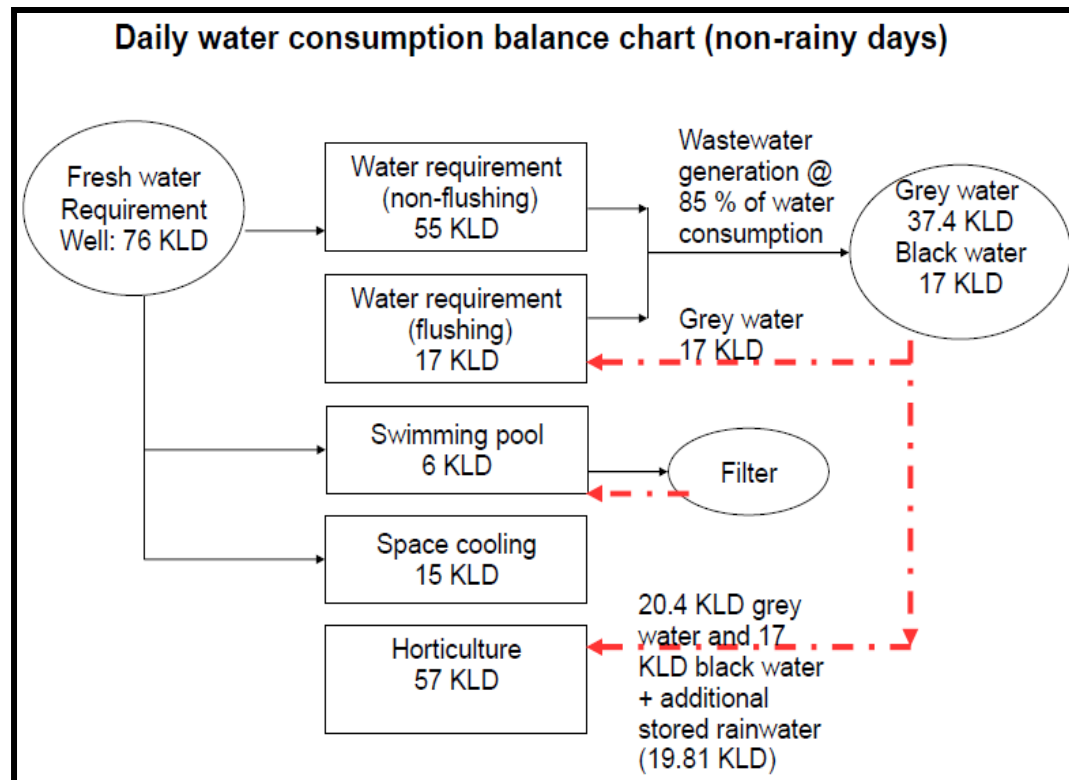 Daily water consumption balance chart (non-rainy days)
Fresh water
Requirement
Well: 76 KLD
Water requirement
(non-flushing)
55 KLD
Wastewater
generation @
85 % of water
consumption
Grey water
37.4 KLD
Black water
17 KLD
Water requirement
(flushing)
17 KLD
Grey water
17 KLD
Swimming pool
6 KLD
Filter
Space cooling
15 KLD
Horticulture
57 KLD
20.4 KLD grey
water and 17
KLD black water
+ additional
stored rainwater
(19.81 KLD)